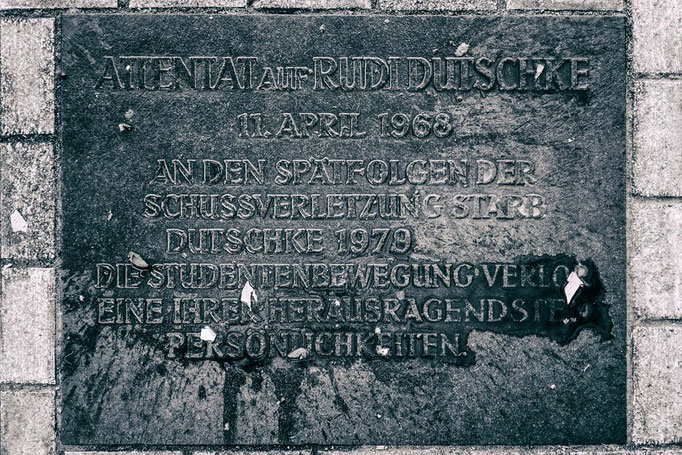 ATTENTAT AUF RUDI DUTSCHKE
11. APRIL 1968
AN DEN SPÄTFOLGEN DER
SCHUSSVERLETZUNG STARB
DUTSCHKE 1979.
DIE STUDENTENBEWEGUNG VERLOR
EINE IHRER HERAUSRAGENDSTEN
PERSÖNLICHKEITEN.